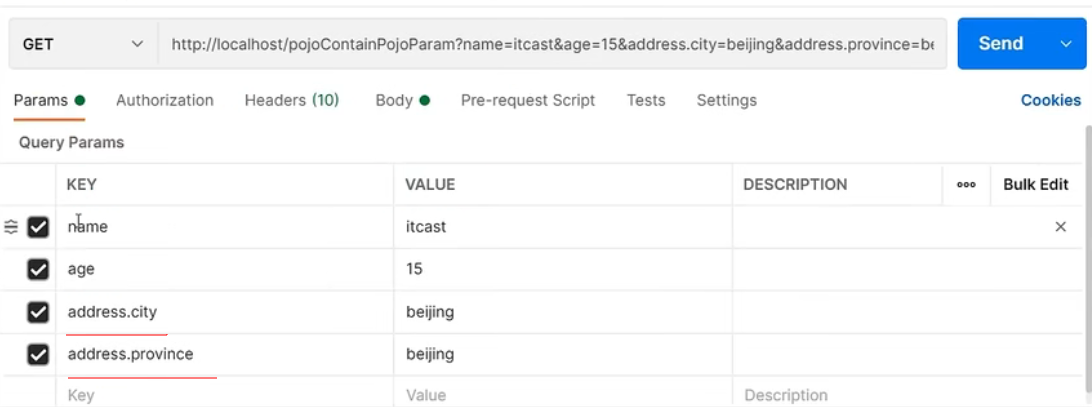 GET http://localhost/pojoContainPojoParam?name=itcast&age=15&address.city=beijing&address.province=be Send
Params Authorization Headers (10) Body Pre-request Script Tests Settings Cookies
Query Params
KEY VALUE DESCRIPTION ooo Bulk Edit
name itcast
age 15
address.city beijing
address.province beijing
Key Value Description